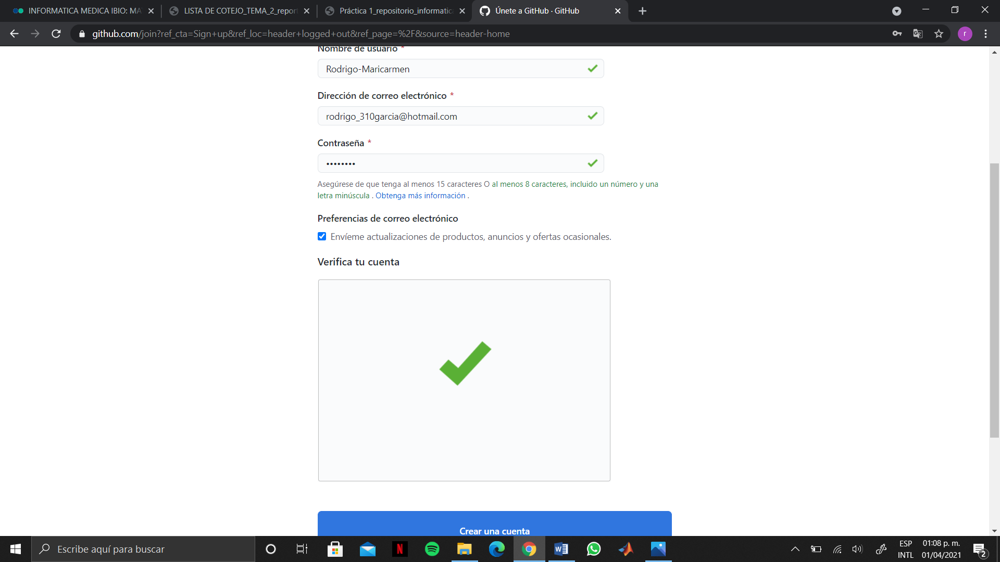 INFORMATICA MEDICA IBIO: MA
LISTA DE COTEJO_TEMA_2_repor
Práctica 1_repositorio_informatica
Únete a GitHub · GitHub
github.com/join?ref_cta=Sign+up&ref_loc=header+logged+out&ref_page=%2F&source=header-home
r
Nombre de usuario *
Rodrigo-Maricarmen
Dirección de correo electrónico *
rodrigo_310garcia@hotmail.com
Contraseña *
••••••••
Asegúrese de que tenga al menos 15 caracteres O al menos 8 caracteres, incluido un número y una
letra minúscula . Obtenga más información .
Preferencias de correo electrónico
Envíeme actualizaciones de productos, anuncios y ofertas ocasionales.
Verifica tu cuenta
Crear una cuenta
Escribe aquí para buscar
ESP
INTL
01:08 p. m.
01/04/2021
2